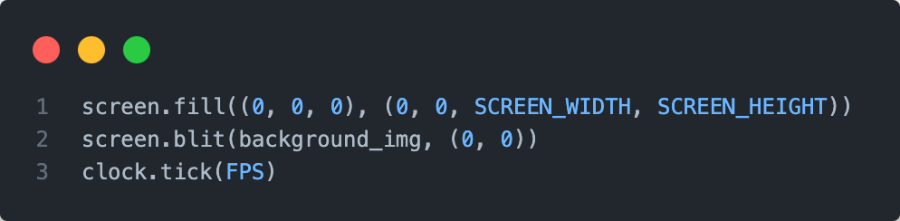 1 screen.fill((0, 0, 0), (0, 0, SCREEN_WIDTH, SCREEN_HEIGHT))
2 screen.blit(background_img, (0, 0))
3 clock.tick(FPS)